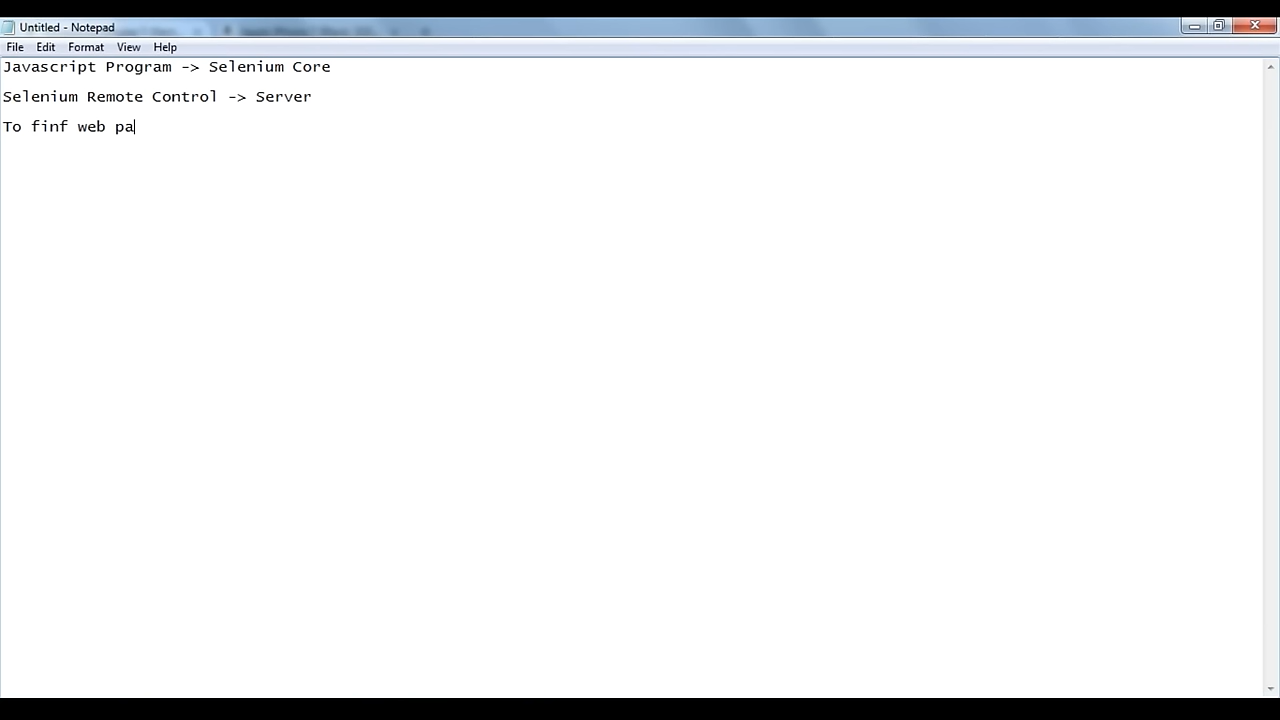 Untitled - Notepad
File Edit Format View Help
Javascript Program -> Selenium Core
Selenium Remote Control -> Server
To finf web pa